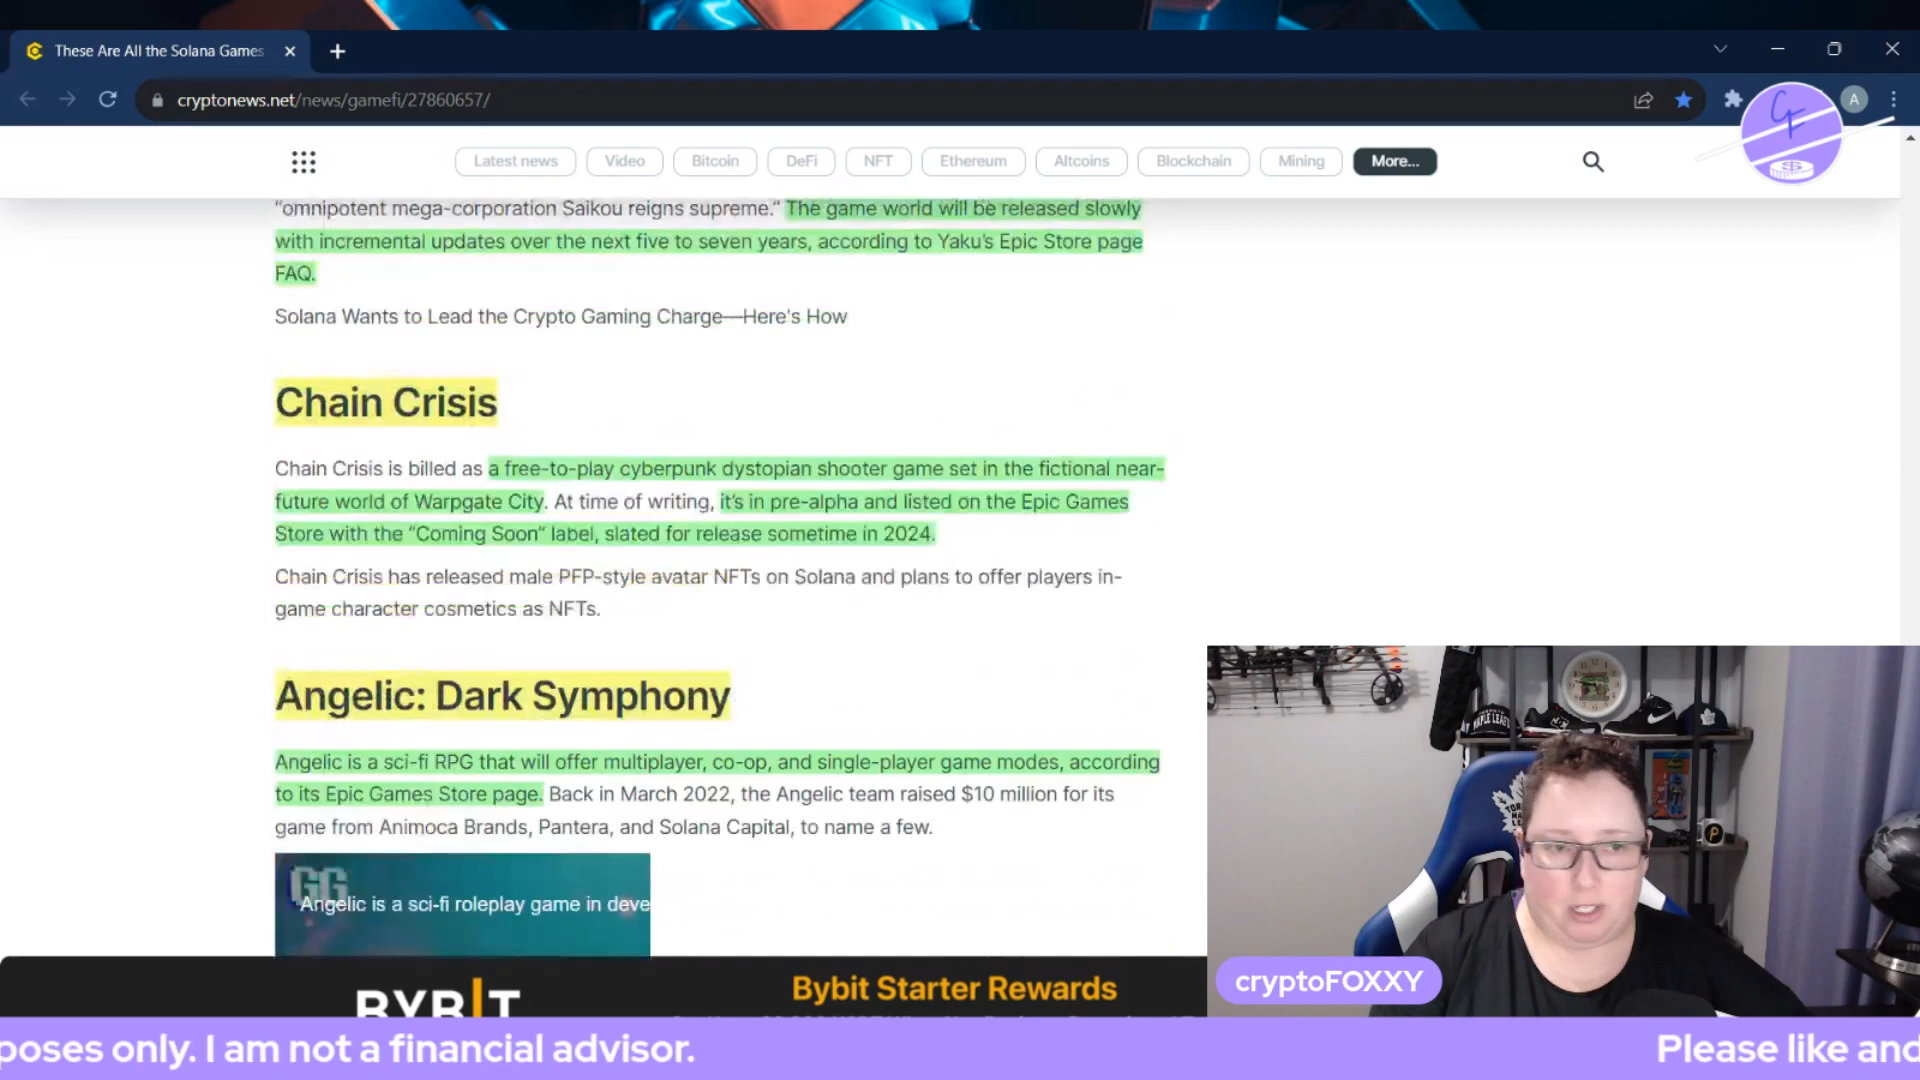 These Are All the Solana Games
cryptonews.net/news/gamefi/27860657/
A
Latest news
Video
Bitcoin
DeFi
NFT
Ethereum
Altcoins
Blockchain
Mining
More...
"omnipotent mega-corporation Saikou reigns supreme." The game world will be released slowly
with incremental updates over the next five to seven years, according to Yaku's Epic Store page
FAQ.
Solana Wants to Lead the Crypto Gaming Charge—Here's How
Chain Crisis
Chain Crisis is billed as a free-to-play cyberpunk dystopian shooter game set in the fictional near-
future world of Warpgate City. At time of writing, it's in pre-alpha and listed on the Epic Games
Store with the "Coming Soon" label, slated for release sometime in 2024.
Chain Crisis has released male PFP-style avatar NFTs on Solana and plans to offer players in-
game character cosmetics as NFTs.
Angelic: Dark Symphony
Angelic is a sci-fi RPG that will offer multiplayer, co-op, and single-player game modes, according
to its Epic Games Store page. Back in March 2022, the Angelic team raised $10 million for its
game from Animoca Brands, Pantera, and Solana Capital, to name a few.
GG
Angelic is a sci-fi roleplay game in deve
BYBIT
Bybit Starter Rewards
cryptoFOXXY
poses only. I am not a financial advisor.
Please like and